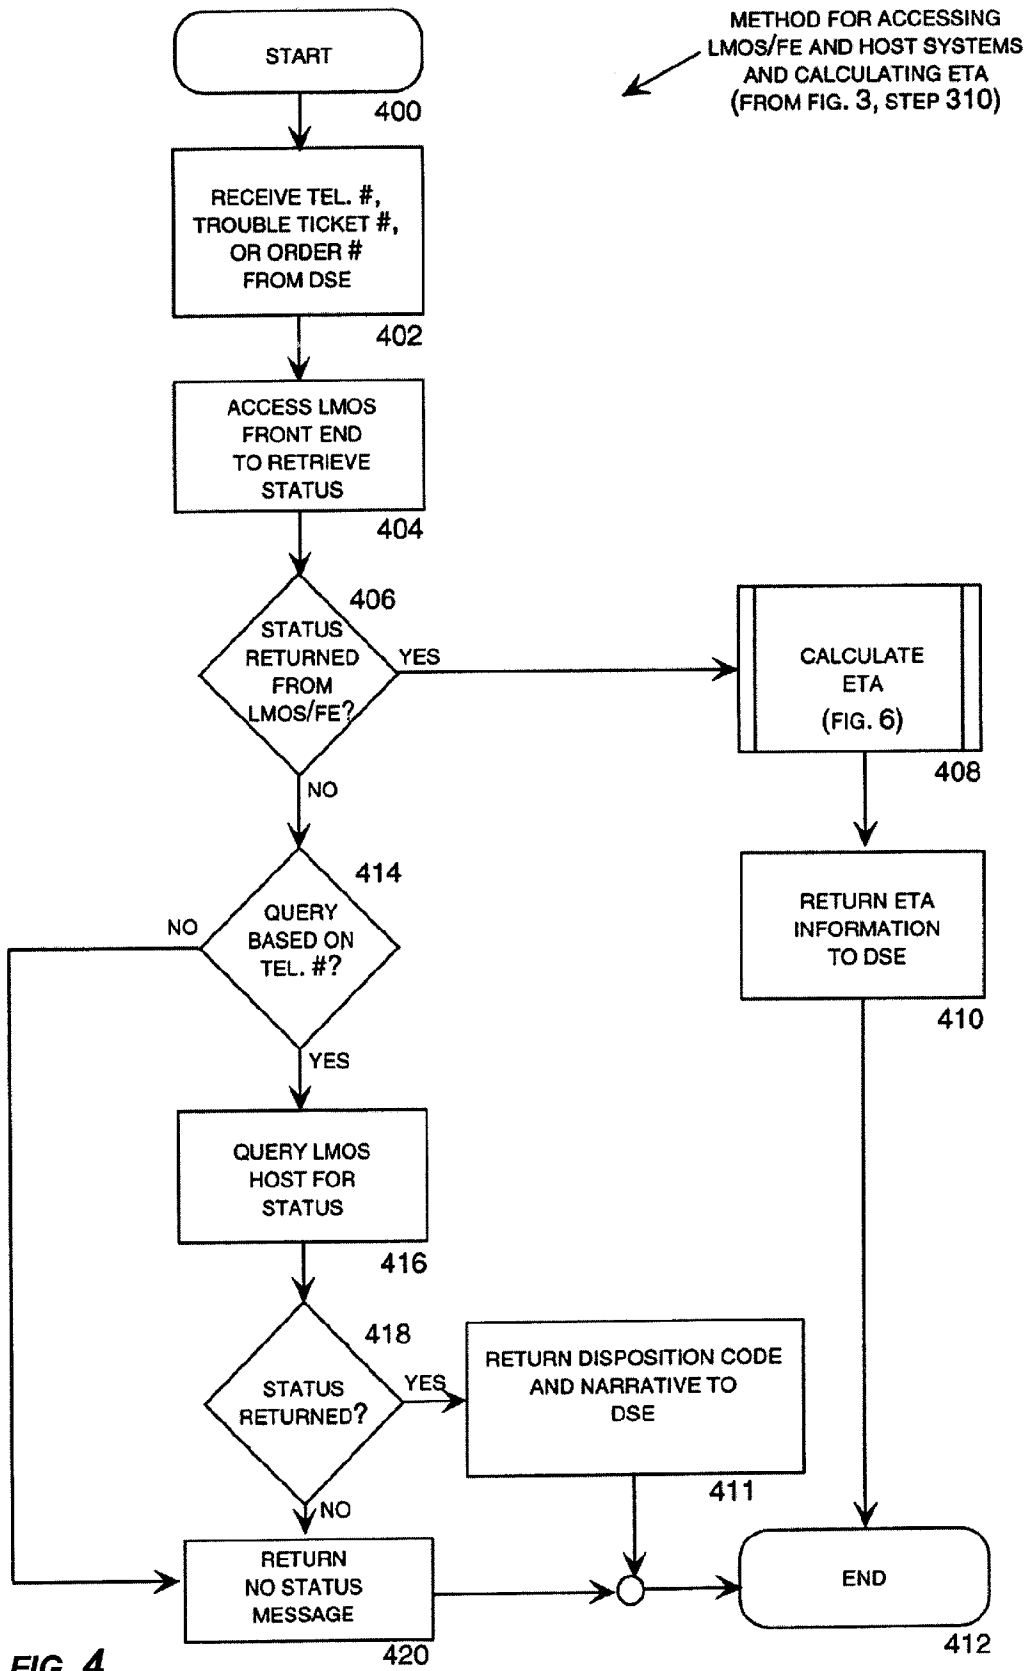 METHOD FOR ACCESSING
LMOS/FE AND HOST SYSTEMS
AND CALCULATING ETA
(FROM FIG. 3, STEP 310)
START
400
RECEIVE TEL. #,
TROUBLE TICKET #,
OR ORDER #
FROM DSE
402
ACCESS LMOS
FRONT END
TO RETRIEVE
STATUS
404
406
STATUS
RETURNED
FROM
LMOS/FE?
YES
NO
CALCULATE
ETA
(FIG. 6)
408
414
QUERY
BASED ON
TEL. #?
NO
YES
RETURN ETA
INFORMATION
TO DSE
410
QUERY LMOS
HOST FOR
STATUS
416
418
STATUS
RETURNED?
YES
NO
RETURN DISPOSITION CODE
AND NARRATIVE TO
DSE
411
RETURN
NO STATUS
MESSAGE
420
END
412
FIG. 4